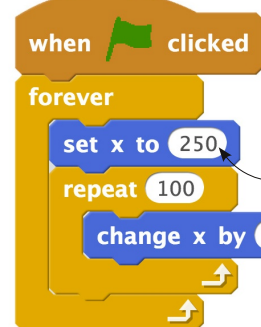 when clicked
forever
set x to 250
repeat 100
change x by